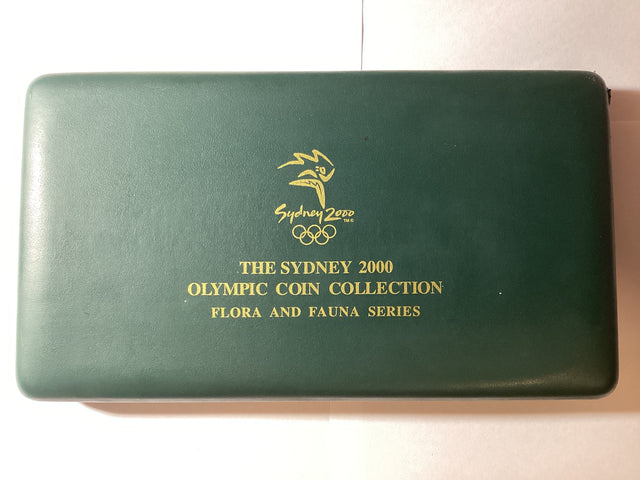 Sydney 2000
THE SYDNEY 2000
OLYMPIC COIN COLLECTION
FLORA AND FAUNA SERIES